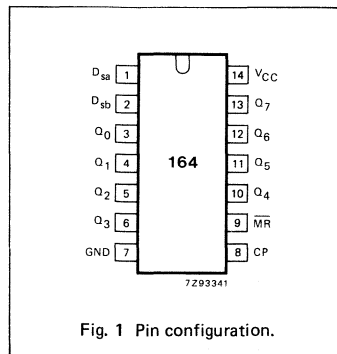 Dsa 1 14 VCC
Dsb 2 13 Q7
Q0 3 12 Q6
Q1 4 164 11 Q5
Q2 5 10 Q4
Q3 6 9 MR
GND 7 8 CP
7Z93341
Fig. 1 Pin configuration.